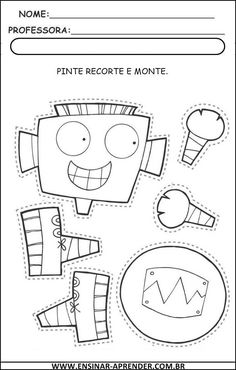 NOME:
PROFESSORA:
PINTE RECORTE E MONTE.
WWW.ENSINAR-APRENDER.COM.BR